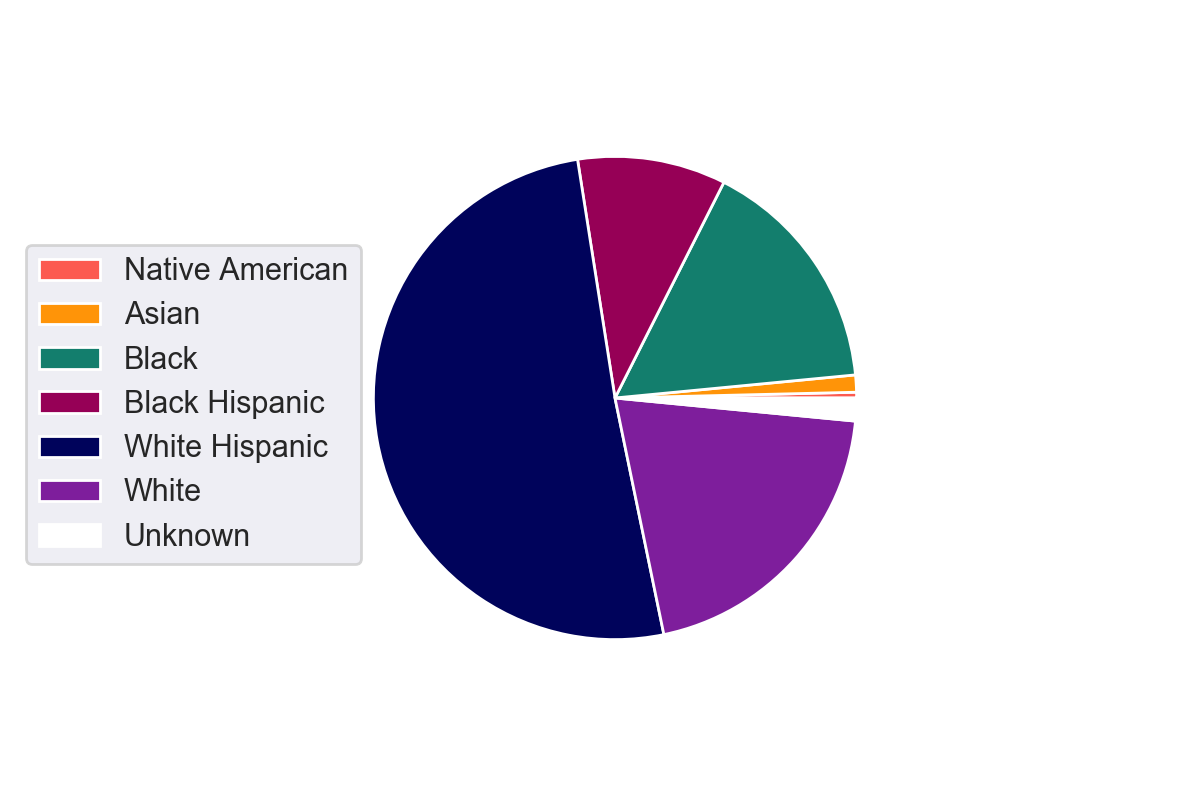 Native American
Asian
Black
Black Hispanic
White Hispanic
White
Unknown